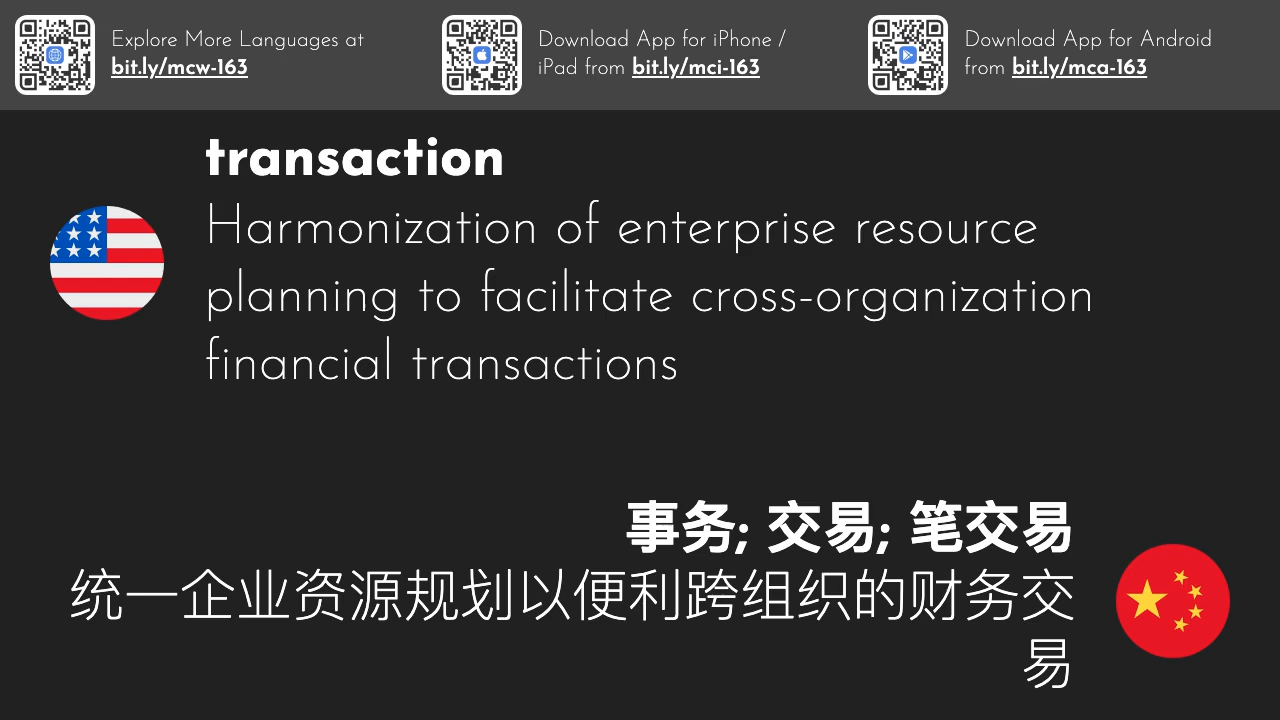 Explore More Languages at
bit.ly/mcw-163
Download App for iPhone /
iPad from bit.ly/mci-163
Download App for Android
from bit.ly/mca-163
transaction
Harmonization of enterprise resource
planning to facilitate cross-organization
financial transactions
事务; 交易; 笔交易
统一企业资源规划以便利跨组织的财务交
易